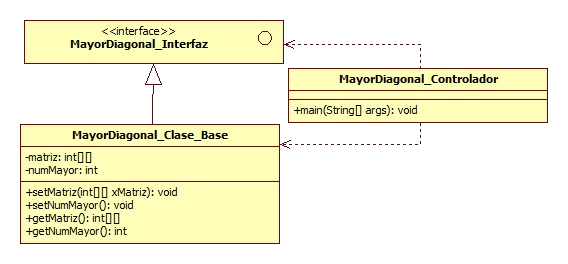 <<interface>>
MayorDiagonal_Interfaz
MayorDiagonal_Controlador
+main(String[] args): void
MayorDiagonal_Clase_Base
-matriz: int[][]
-numMayor: int
+setMatriz(int[][] xMatriz): void
+setNumMayor(): void
+getMatriz(): int[][]
+getNumMayor(): int